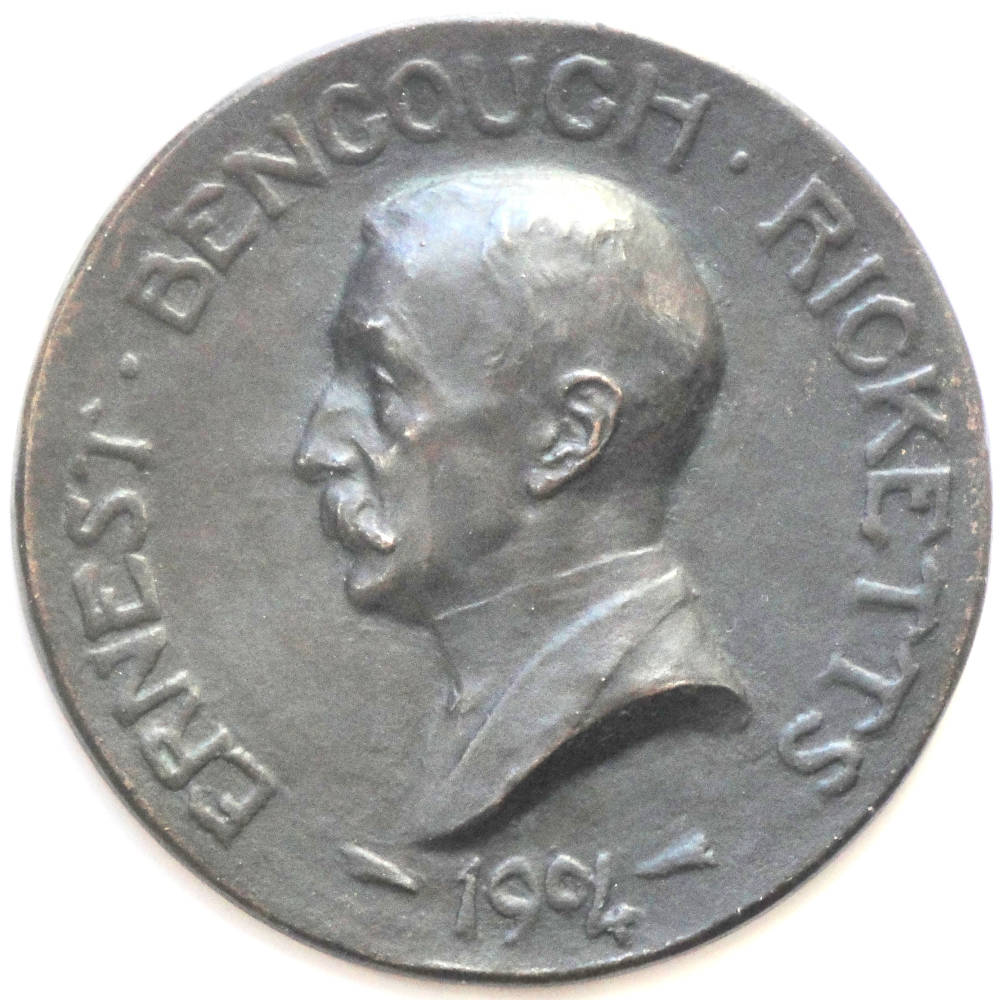 ERNEST · BENGOUGH · RICKETTS
– 1904 –